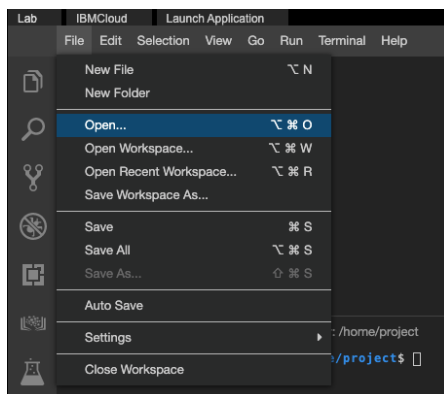 Lab IBMCloud Launch Application
File Edit Selection View Go Run Terminal Help
New File ⌥ N
New Folder
Open... ⌥ ⌘ O
Open Workspace... ⌥ ⌘ W
Open Recent Workspace... ⌥ ⌘ R
Save Workspace As...
Save ⌘ S
Save All ⌥ ⌘ S
Save As... ⇧ ⌘ S
Auto Save
Settings
: /home/project
e/project$
Close Workspace